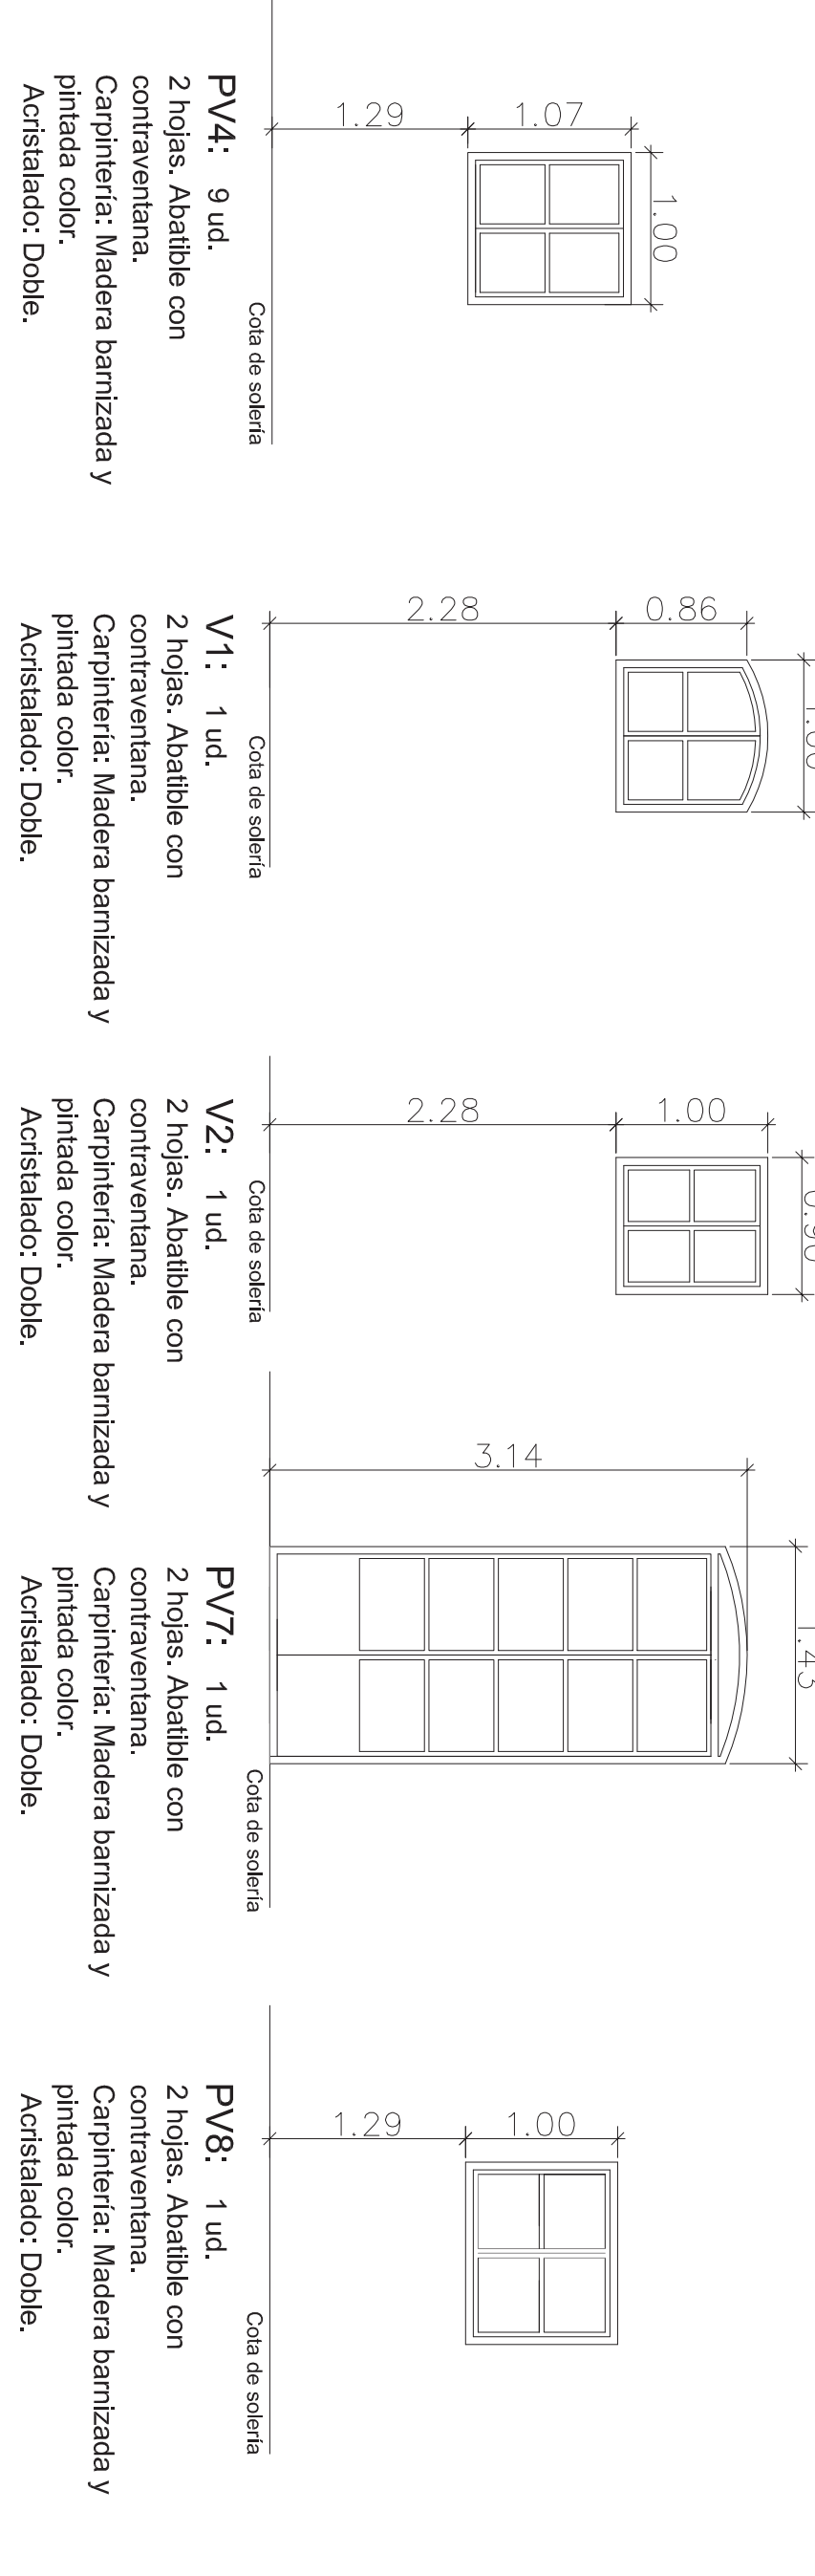 1.00
1.07
1.29
Cota de solería
PV4: 9 ud.
2 hojas. Abatible con
contraventana.
Carpintería: Madera barnizada y
pintada color.
Acristalado: Doble.
0.86
2.28
Cota de solería
V1: 1 ud.
2 hojas. Abatible con
contraventana.
Carpintería: Madera barnizada y
pintada color.
Acristalado: Doble.
0.90
1.00
2.28
Cota de solería
V2: 1 ud.
2 hojas. Abatible con
contraventana.
Carpintería: Madera barnizada y
pintada color.
Acristalado: Doble.
1.43
3.14
Cota de solería
PV7: 1 ud.
2 hojas. Abatible con
contraventana.
Carpintería: Madera barnizada y
pintada color.
Acristalado: Doble.
1.00
1.29
Cota de solería
PV8: 1 ud.
2 hojas. Abatible con
contraventana.
Carpintería: Madera barnizada y
pintada color.
Acristalado: Doble.